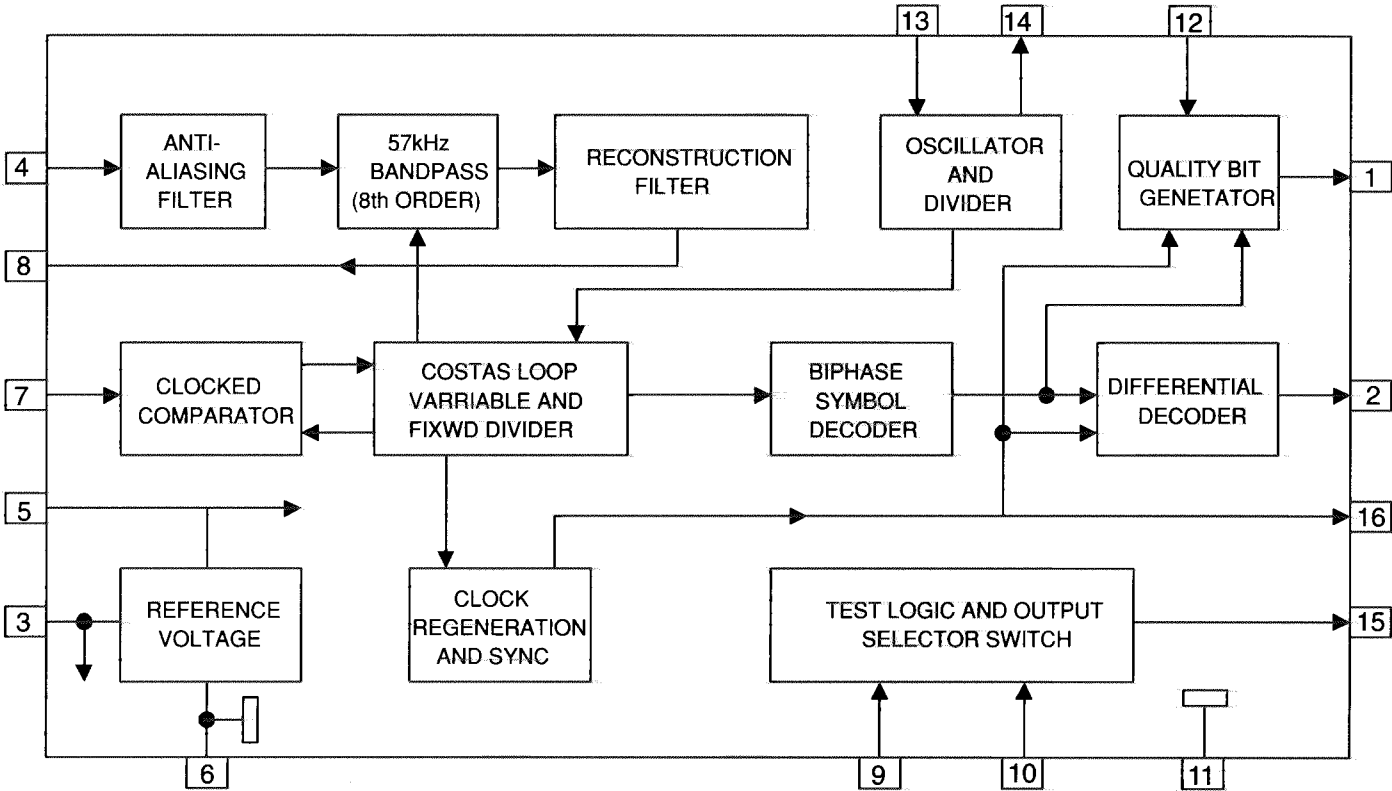 13
14
12
4
ANTI-
ALIASING
FILTER
57kHz
BANDPASS
(8th ORDER)
RECONSTRUCTION
FILTER
OSCILLATOR
AND
DIVIDER
QUALITY BIT
GENETATOR
1
8
7
CLOCKED
COMPARATOR
COSTAS LOOP
VARRIABLE AND
FIXWD DIVIDER
BIPHASE
SYMBOL
DECODER
DIFFERENTIAL
DECODER
2
5
16
3
REFERENCE
VOLTAGE
CLOCK
REGENERATION
AND SYNC
TEST LOGIC AND OUTPUT
SELECTOR SWITCH
15
6
9
10
11